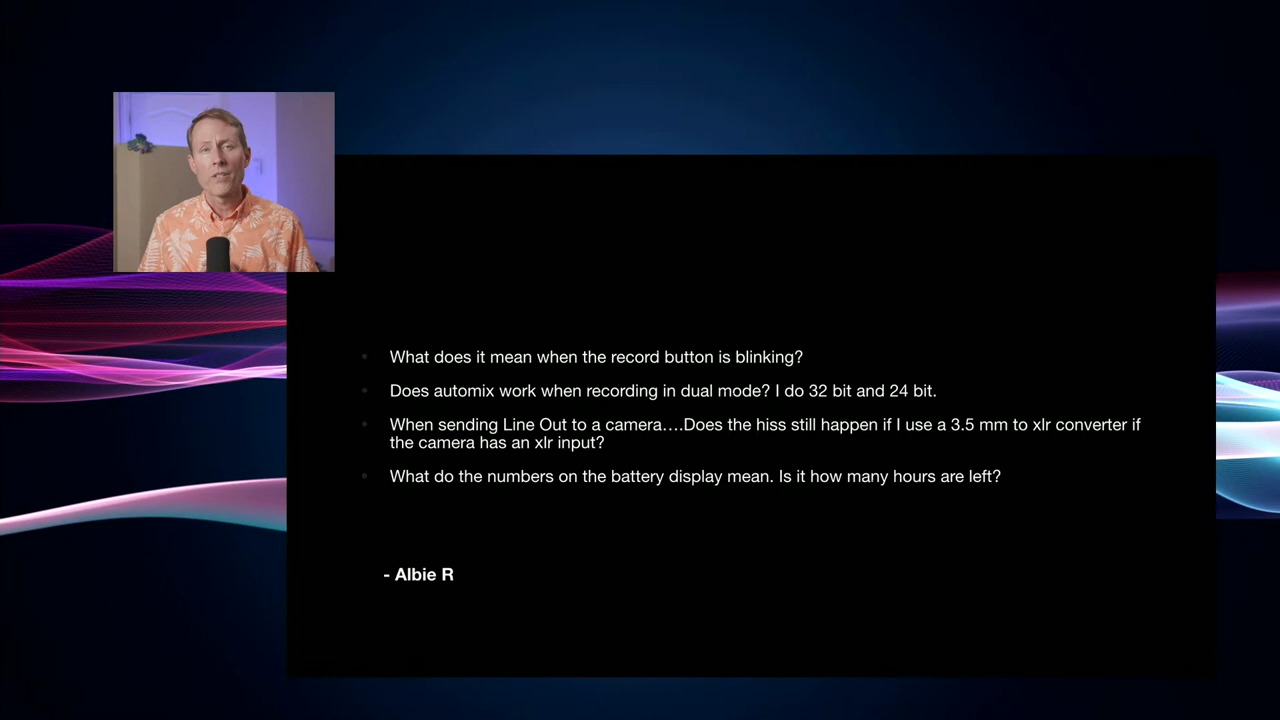 What does it mean when the record button is blinking?
Does automix work when recording in dual mode? I do 32 bit and 24 bit.
When sending Line Out to a camera….Does the hiss still happen if I use a 3.5 mm to xlr converter if
the camera has an xlr input?
What do the numbers on the battery display mean. Is it how many hours are left?
- Albie R